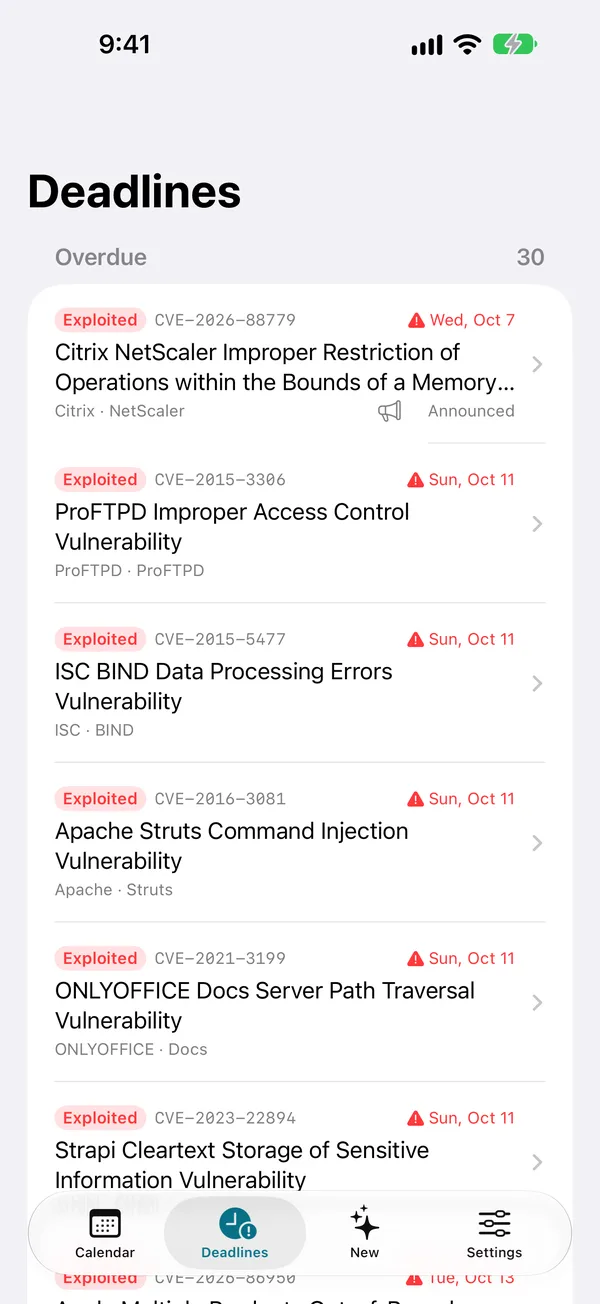 9:41
Deadlines
Overdue 30
Exploited CVE-2026-88779 Wed, Oct 7
Citrix NetScaler Improper Restriction of
Operations within the Bounds of a Memory...
Citrix · NetScaler Announced
Exploited CVE-2015-3306 Sun, Oct 11
ProFTPD Improper Access Control
Vulnerability
ProFTPD · ProFTPD
Exploited CVE-2015-5477 Sun, Oct 11
ISC BIND Data Processing Errors
Vulnerability
ISC · BIND
Exploited CVE-2016-3081 Sun, Oct 11
Apache Struts Command Injection
Vulnerability
Apache · Struts
Exploited CVE-2021-3199 Sun, Oct 11
ONLYOFFICE Docs Server Path Traversal
Vulnerability
ONLYOFFICE · Docs
Exploited CVE-2023-22894 Sun, Oct 11
Strapi Cleartext Storage of Sensitive
Information Vulnerability
Calendar Deadlines New Settings
Exploited CVE-2026-86950 Tue, Oct 13